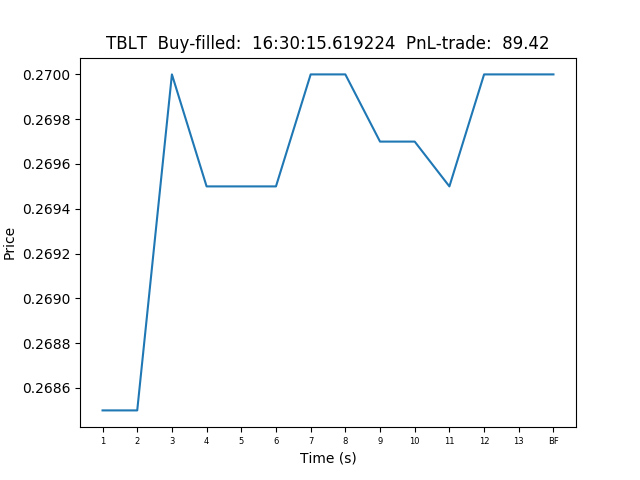 TBLT  Buy-filled:  16:30:15.619224  PnL-trade:  89.42
0.2700
0.2698
0.2696
0.2694
0.2692
0.2690
0.2688
0.2686
Price
1 2 3 4 5 6 7 8 9 10 11 12 13 BF
Time (s)